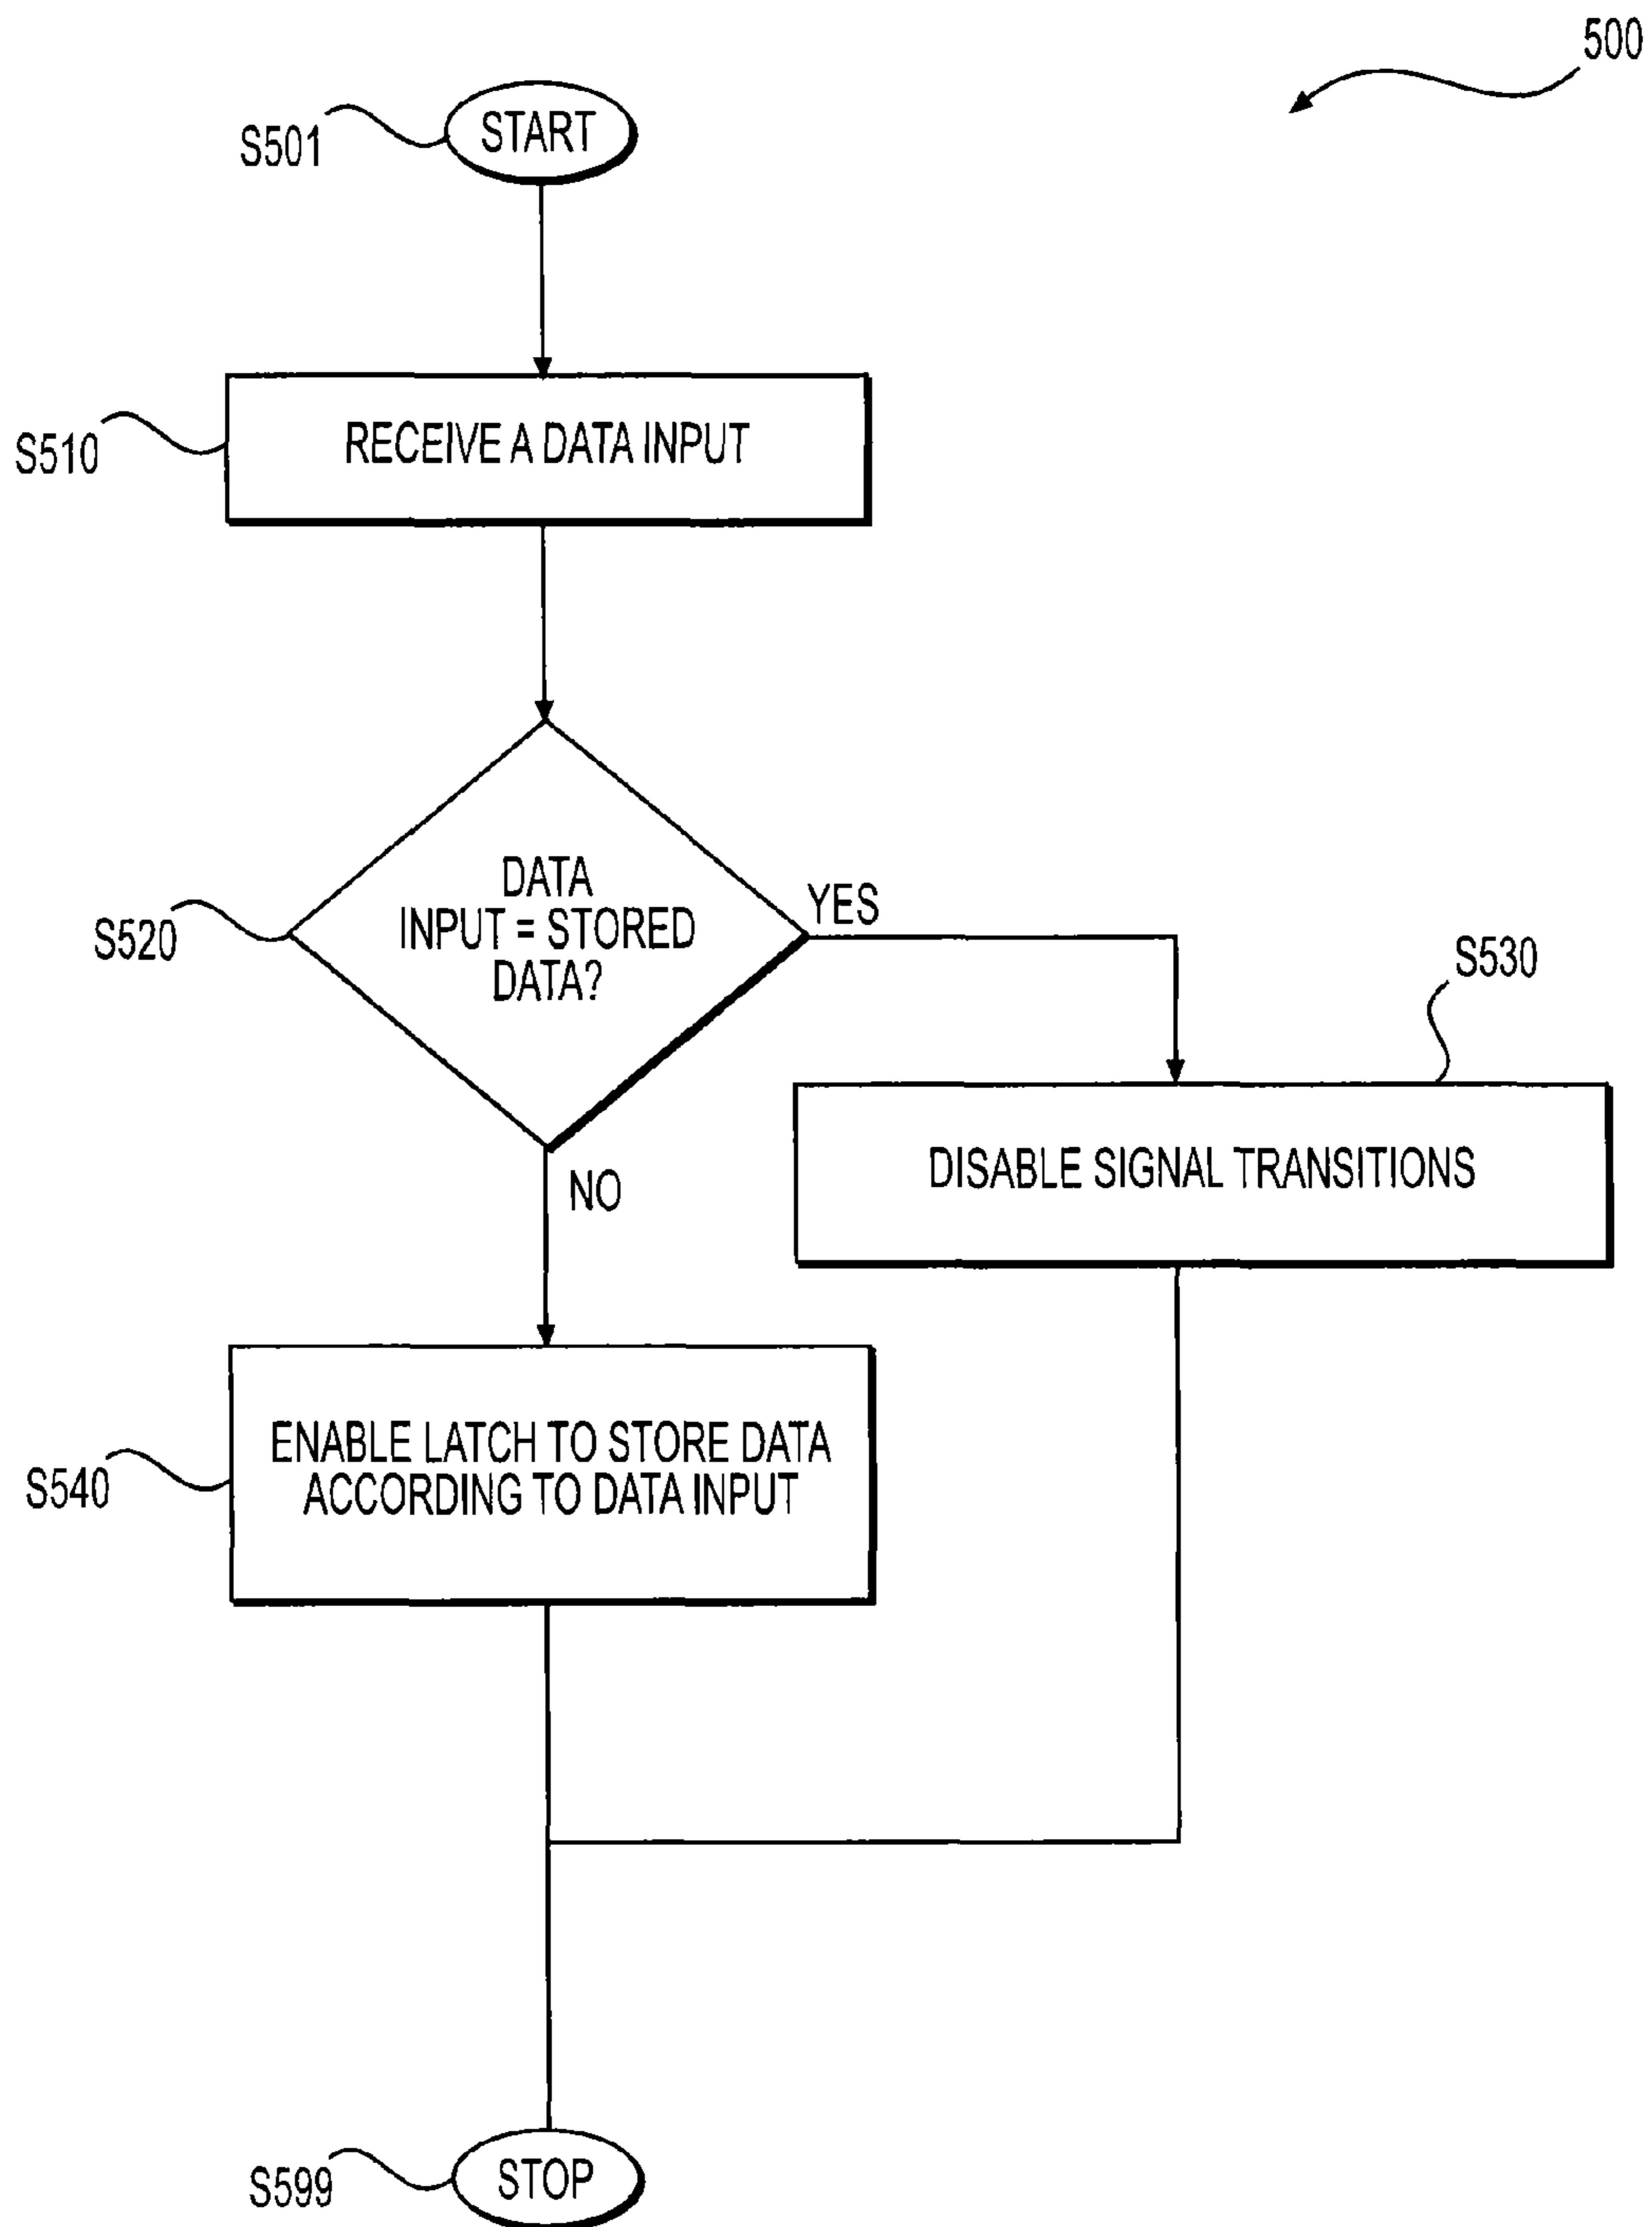 500
S501
START
S510
RECEIVE A DATA INPUT
S520
DATA
INPUT = STORED
DATA?
YES
S530
DISABLE SIGNAL TRANSITIONS
NO
S540
ENABLE LATCH TO STORE DATA
ACCORDING TO DATA INPUT
S599
STOP